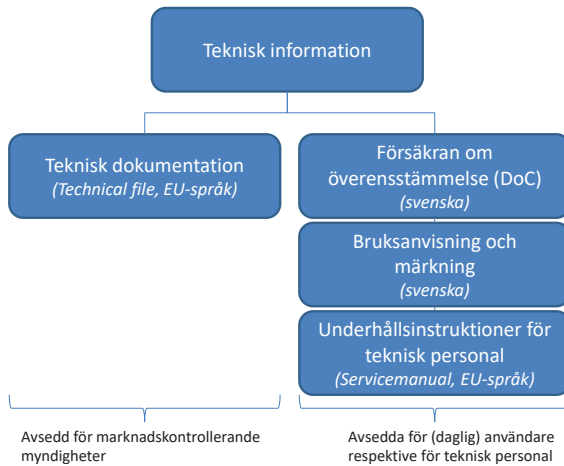 Teknisk information
Teknisk dokumentation
(Technical file, EU-språk)
Försäkran om
överensstämmelse (DoC)
(svenska)
Bruksanvisning och
märkning
(svenska)
Underhållsinstruktioner för
teknisk personal
(Servicemanual, EU-språk)
Avsedd för marknadskontrollerande
myndigheter
Avsedda för (daglig) användare
respektive för teknisk personal